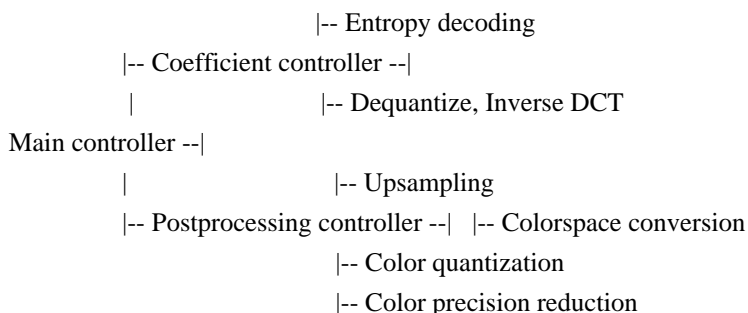 |-- Entropy decoding
|-- Coefficient controller --|
| |-- Dequantize, Inverse DCT
Main controller --|
| |-- Upsampling
|-- Postprocessing controller --| |-- Colorspace conversion
|-- Color quantization
|-- Color precision reduction